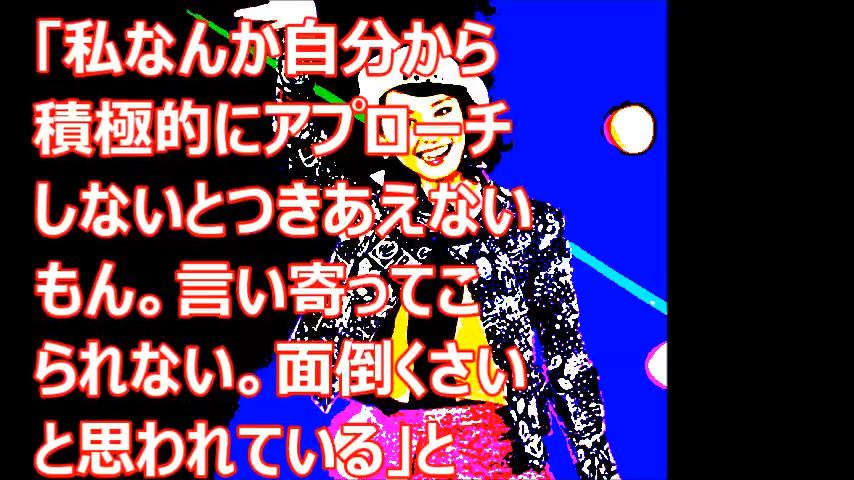 「私なんか自分から
積極的にアプローチ
しないとつきあえない
もん。言い寄ってこ
られない。面倒くさい
と思われている」と